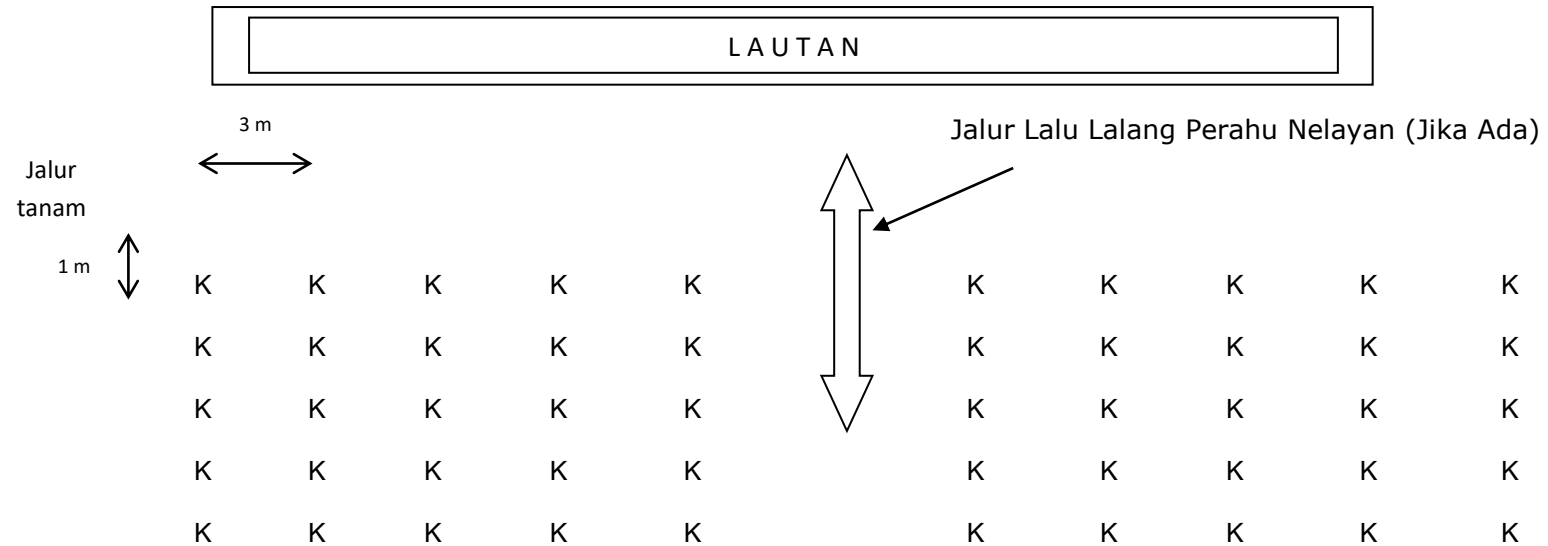 L A U T A N
3 m
Jalur Lalu Lalang Perahu Nelayan (Jika Ada)
Jalur
tanam
1 m
K K K K K K K K K K
K K K K K K K K K K
K K K K K K K K K K
K K K K K K K K K K
K K K K K K K K K K